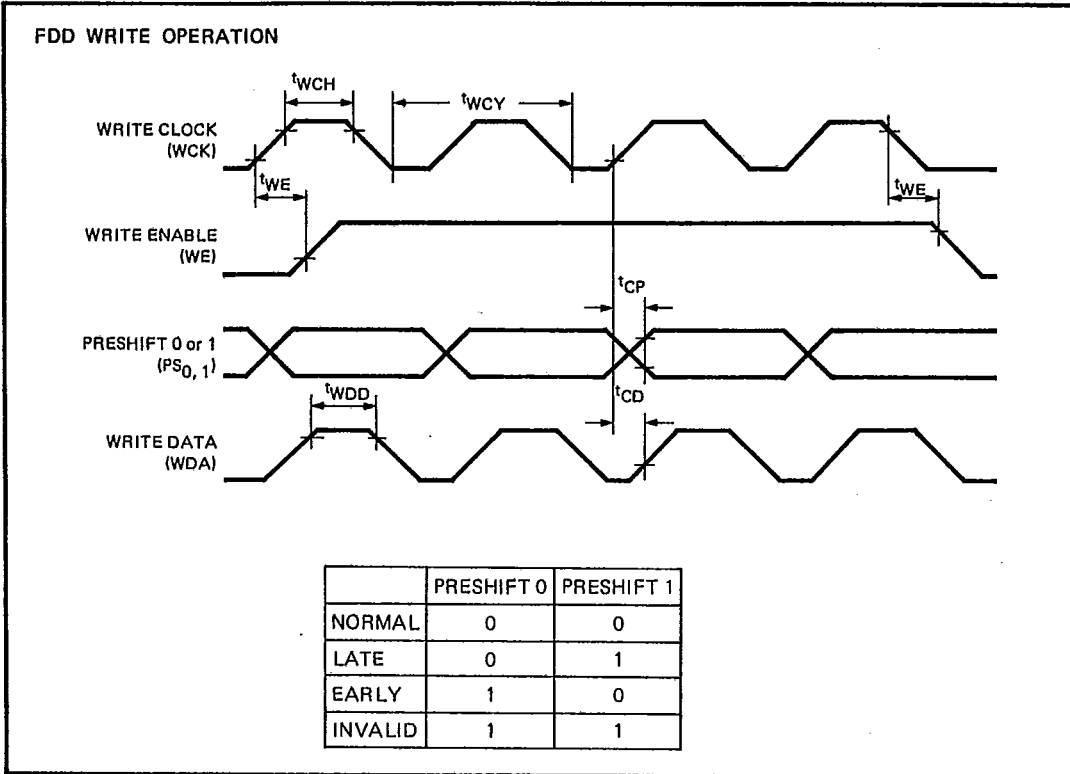 FDD WRITE OPERATION
tWCH
tWCY
WRITE CLOCK
(WCK)
tWE
tWE
WRITE ENABLE
(WE)
tCP
PRESHIFT 0 or 1
(PS0, 1)
tWDD
tCD
WRITE DATA
(WDA)
PRESHIFT 0 PRESHIFT 1
NORMAL 0 0
LATE 0 1
EARLY 1 0
INVALID 1 1